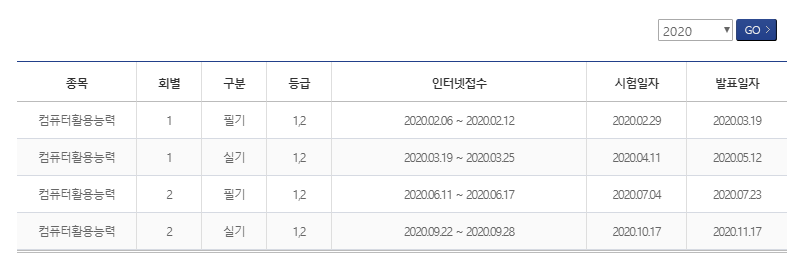 2020 GO
종목 회별 구분 등급 인터넷접수 시험일자 발표일자
컴퓨터활용능력 1 필기 1,2 2020.02.06 ~ 2020.02.12 2020.02.29 2020.03.19
컴퓨터활용능력 1 실기 1,2 2020.03.19 ~ 2020.03.25 2020.04.11 2020.05.12
컴퓨터활용능력 2 필기 1,2 2020.06.11 ~ 2020.06.17 2020.07.04 2020.07.23
컴퓨터활용능력 2 실기 1,2 2020.09.22 ~ 2020.09.28 2020.10.17 2020.11.17